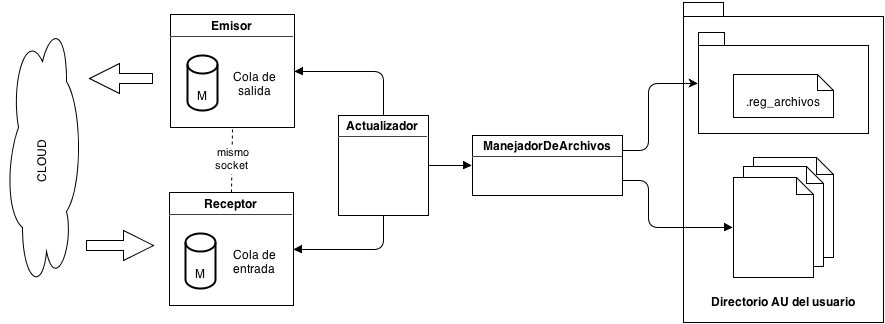 CLOUD
Emisor
M
Cola de
salida
mismo
socket
Receptor
M
Cola de
entrada
Actualizador
ManejadorDeArchivos
.reg_archivos
Directorio AU del usuario